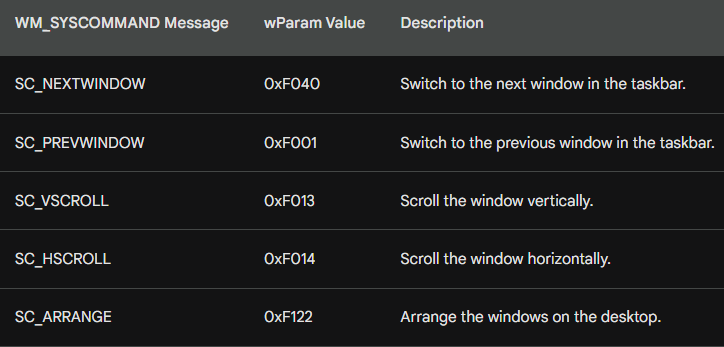 WM_SYSCOMMAND Message wParam Value Description
SC_NEXTWINDOW 0xF040 Switch to the next window in the taskbar.
SC_PREVWINDOW 0xF001 Switch to the previous window in the taskbar.
SC_VSCROLL 0xF013 Scroll the window vertically.
SC_HSCROLL 0xF014 Scroll the window horizontally.
SC_ARRANGE 0xF122 Arrange the windows on the desktop.